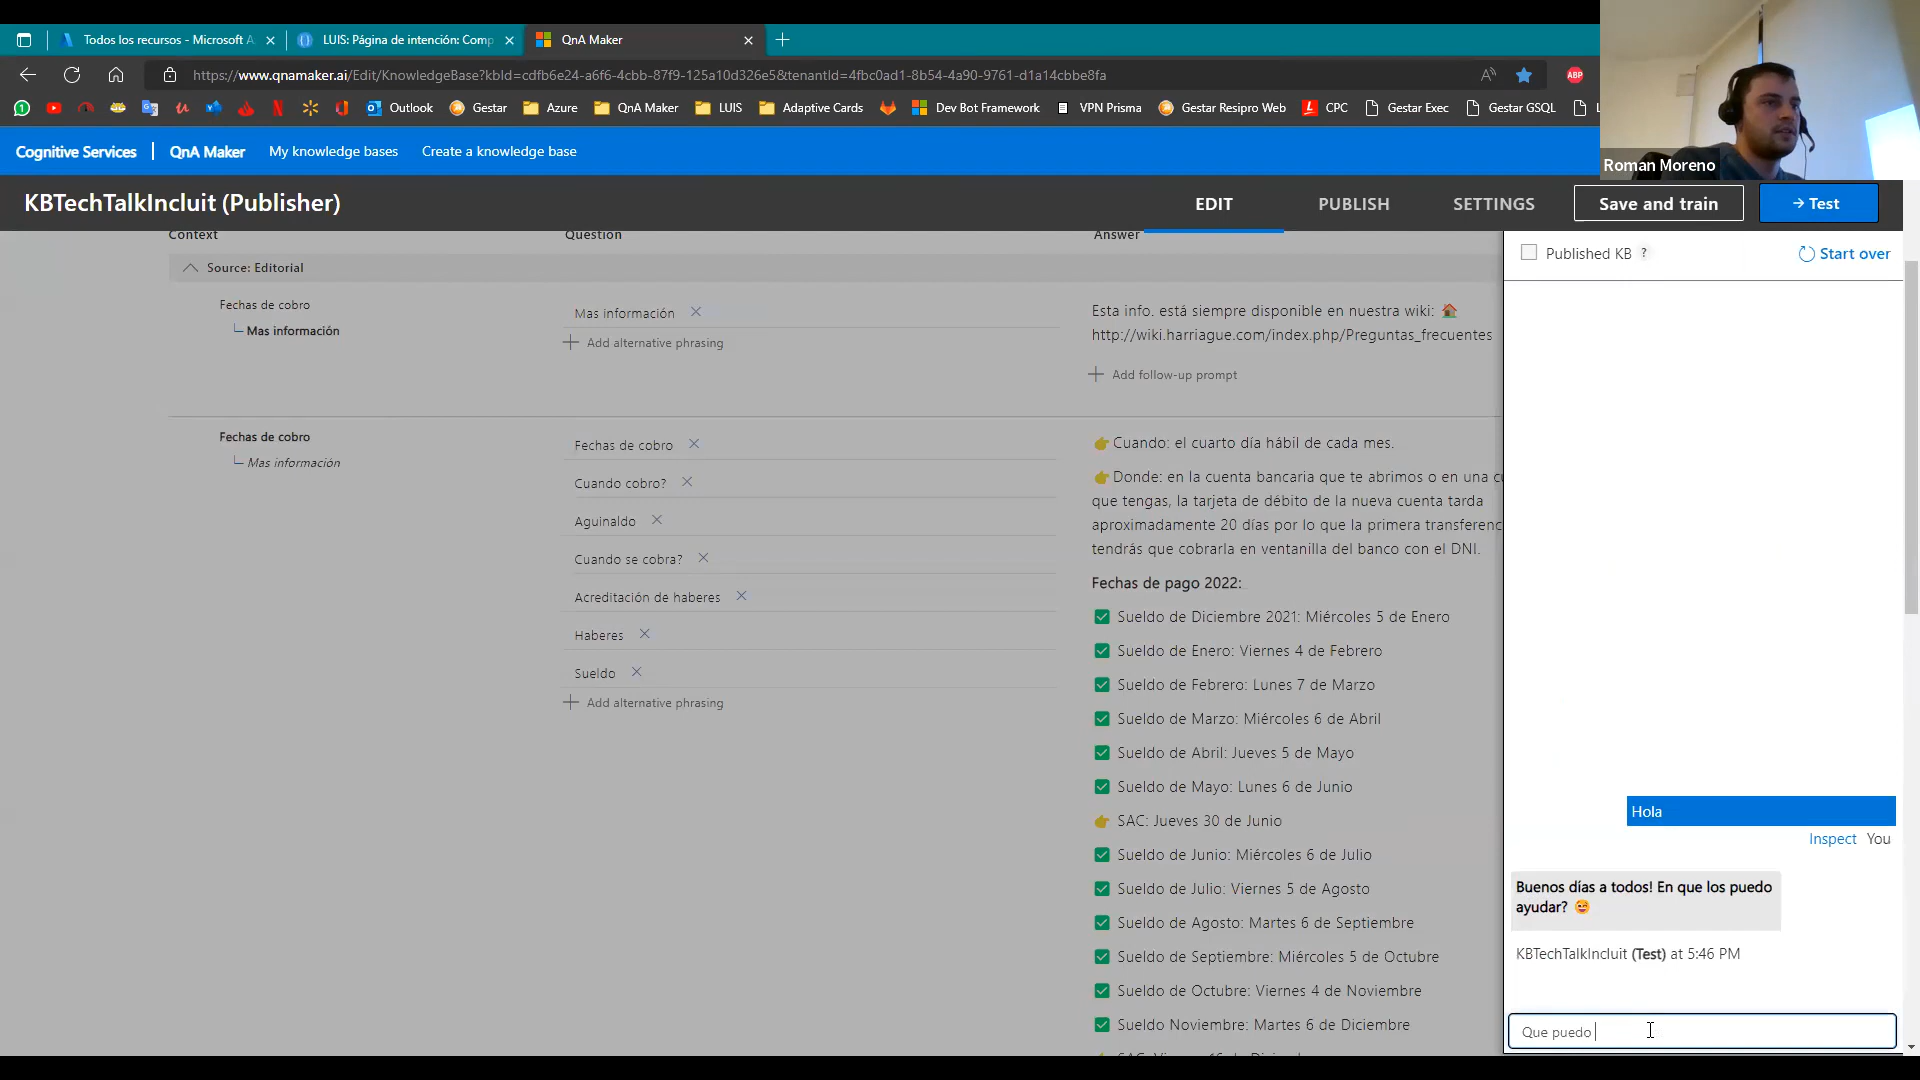 Todos los recursos - Microsoft A
LUIS: Página de intención: Comp
QnA Maker
https://www.qnamaker.ai/Edit/KnowledgeBase?kbId=cdfb6e24-a6f6-4cbb-87f9-125a10d326e5&tenantId=4fbc0ad1-8b54-4a90-9761-d1a14cbbe8fa
ABP
Outlook
Gestar
Azure
QnA Maker
LUIS
Adaptive Cards
Dev Bot Framework
VPN Prisma
Gestar Resipro Web
CPC
Gestar Exec
Gestar GSQL
Roman Moreno
Cognitive Services
QnA Maker
My knowledge bases
Create a knowledge base
KBTechTalkIncluit (Publisher)
EDIT
PUBLISH
SETTINGS
Save and train
Test
Context
Question
Answer
Source: Editorial
Fechas de cobro
Mas información
Mas información
Add alternative phrasing
Esta info. está siempre disponible en nuestra wiki: 🏠
http://wiki.harriague.com/index.php/Preguntas_frecuentes
Add follow-up prompt
Fechas de cobro
Mas información
Fechas de cobro
Cuando cobro?
Aguinaldo
Cuando se cobra?
Acreditación de haberes
Haberes
Sueldo
Add alternative phrasing
👉Cuando: el cuarto día hábil de cada mes.
👉Donde: en la cuenta bancaria que te abrimos o en una
que tengas, la tarjeta de débito de la nueva cuenta tarda
aproximadamente 20 días por lo que la primera transferenc
tendrás que cobrarla en ventanilla del banco con el DNI.
Fechas de pago 2022:
✅ Sueldo de Diciembre 2021: Miércoles 5 de Enero
✅ Sueldo de Enero: Viernes 4 de Febrero
✅ Sueldo de Febrero: Lunes 7 de Marzo
✅ Sueldo de Marzo: Miércoles 6 de Abril
✅ Sueldo de Abril: Jueves 5 de Mayo
✅ Sueldo de Mayo: Lunes 6 de Junio
👉 SAC: Jueves 30 de Junio
✅ Sueldo de Junio: Miércoles 6 de Julio
✅ Sueldo de Julio: Viernes 5 de Agosto
✅ Sueldo de Agosto: Martes 6 de Septiembre
✅ Sueldo de Septiembre: Miércoles 5 de Octubre
✅ Sueldo de Octubre: Viernes 4 de Noviembre
✅ Sueldo Noviembre: Martes 6 de Diciembre
Published KB ?
Start over
Hola
Inspect You
Buenos días a todos! En que los puedo
ayudar? 😅
KBTechTalkIncluit (Test) at 5:46 PM
Que puedo